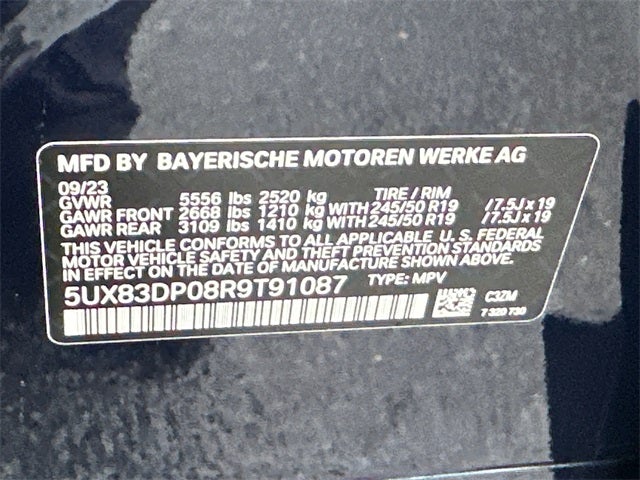 MFD BY BAYERISCHE MOTOREN WERKE AG
09/23 TIRE / RIM
GVWR 5556 lbs 2520 kg
GAWR FRONT 2668 lbs 1210 kg WITH 245/50 R19 /7.5J x 19
GAWR REAR 3109 lbs 1410 kg WITH 245/50 R19 /7.5J x 19
THIS VEHICLE CONFORMS TO ALL APPLICABLE U. S. FEDERAL
MOTOR VEHICLE SAFETY AND THEFT PREVENTION STANDARDS
IN EFFECT ON THE DATE OF MANUFACTURE SHOWN ABOVE.
5UX83DP08R9T91087 TYPE: MPV
C3ZM
7 320 730